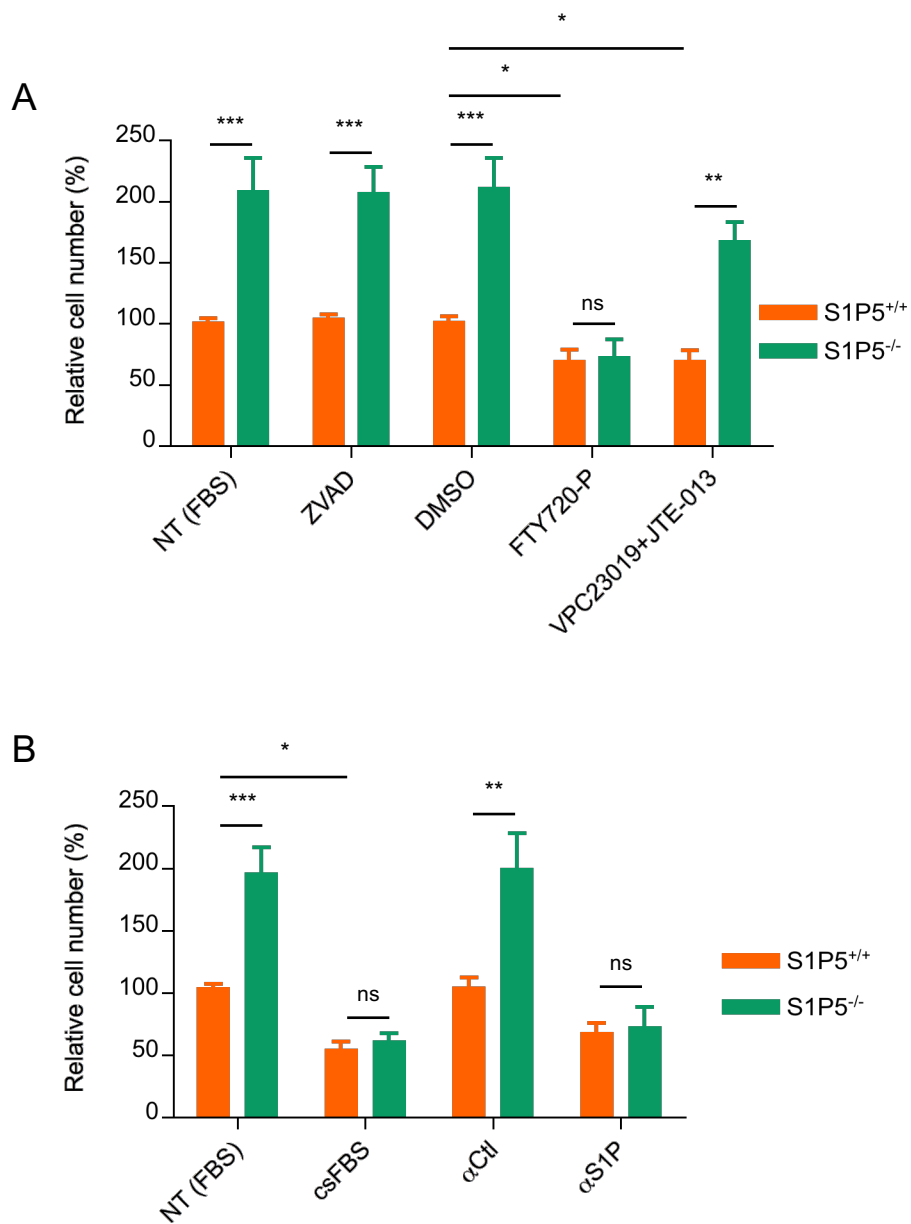 A
*
*
***
***
***
**
ns
Relative cell number (%)
250
200
150
100
50
0
NT (FBS)
ZVAD
DMSO
FTY720-P
VPC23019+JTE-013
S1P5+/+
S1P5-/-
B
*
***
**
ns
ns
Relative cell number (%)
250
200
150
100
50
0
NT (FBS)
csFBS
αCtl
αS1P
S1P5+/+
S1P5-/-